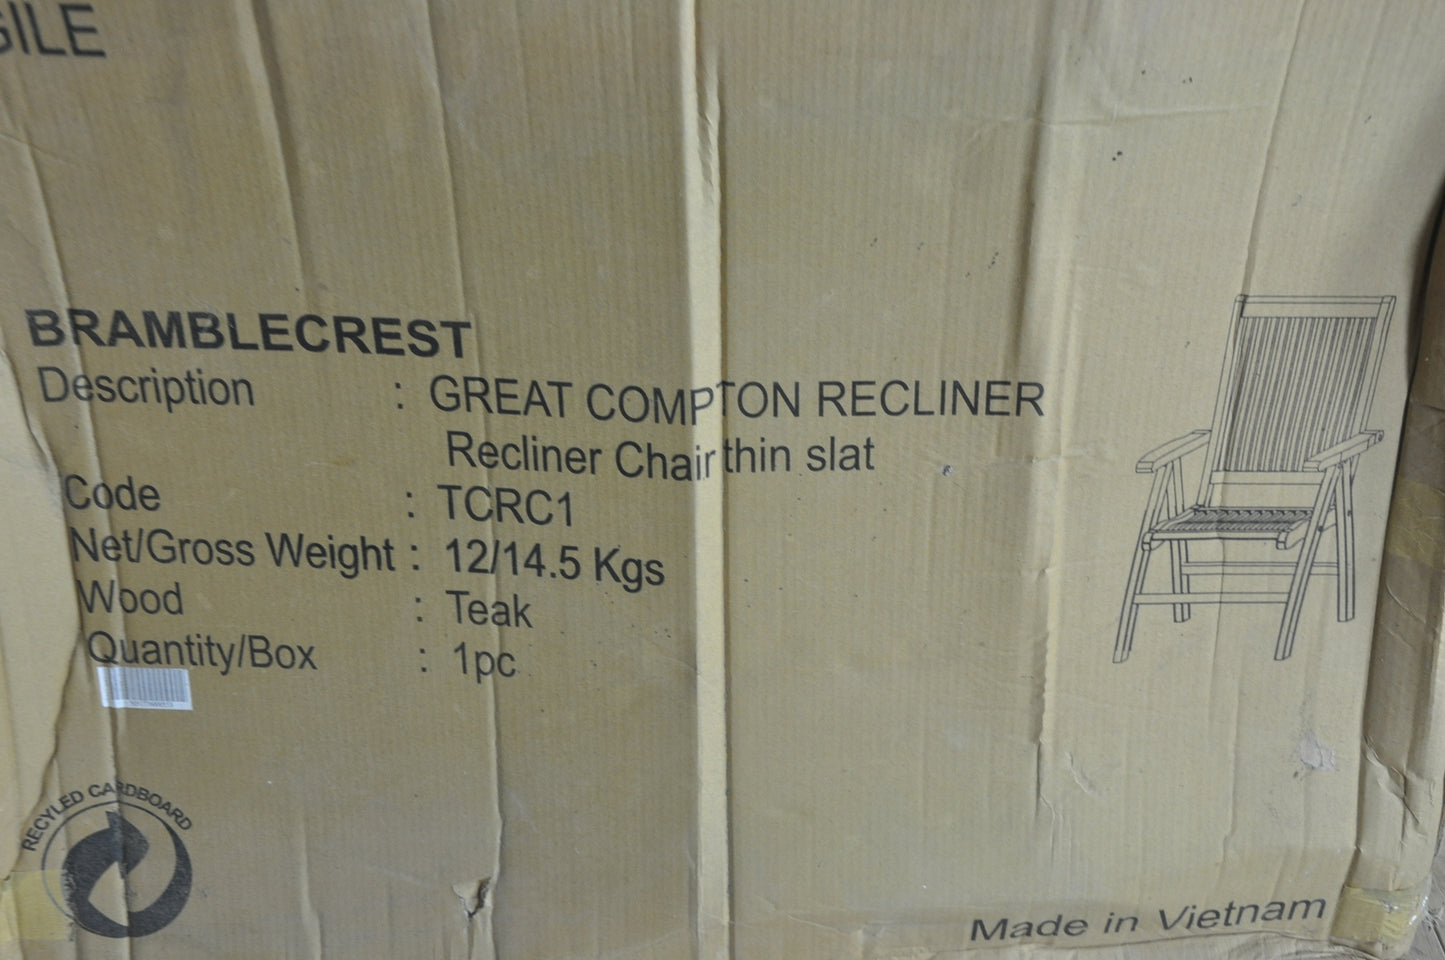 GILE
BRAMBLECREST
Description : GREAT COMPTON RECLINER
Recliner Chair thin slat
Code : TCRC1
Net/Gross Weight : 12/14.5 Kgs
Wood : Teak
Quantity/Box : 1pc
RECYLED CARDBOARD
Made in Vietnam